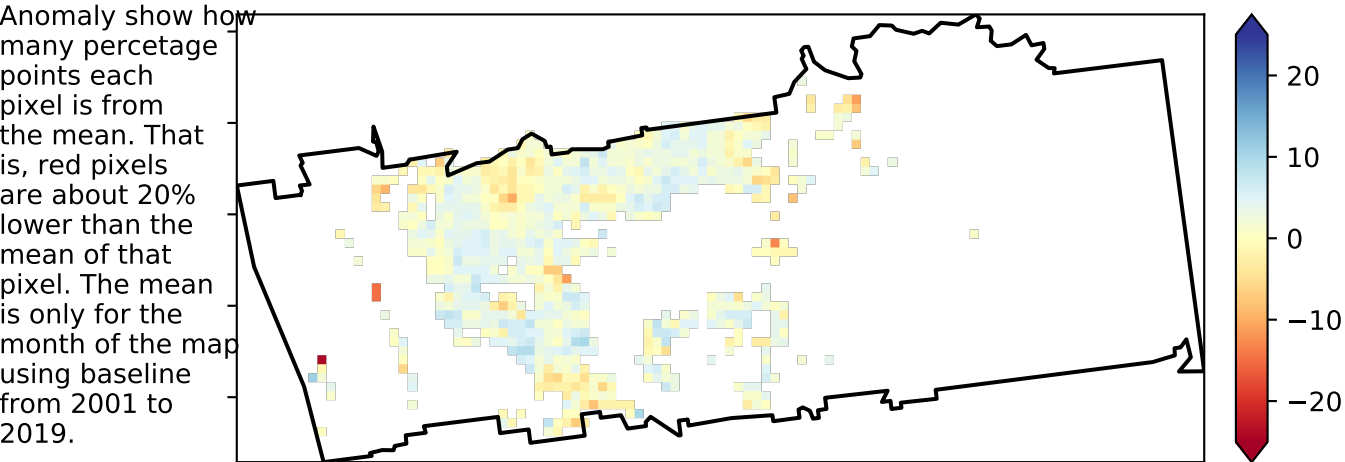 Anomaly show how
many percetage
points each
pixel is from
the mean. That
is, red pixels
are about 20%
lower than the
mean of that
pixel. The mean
is only for the
month of the map
using baseline
from 2001 to
2019.
20
10
0
−10
−20